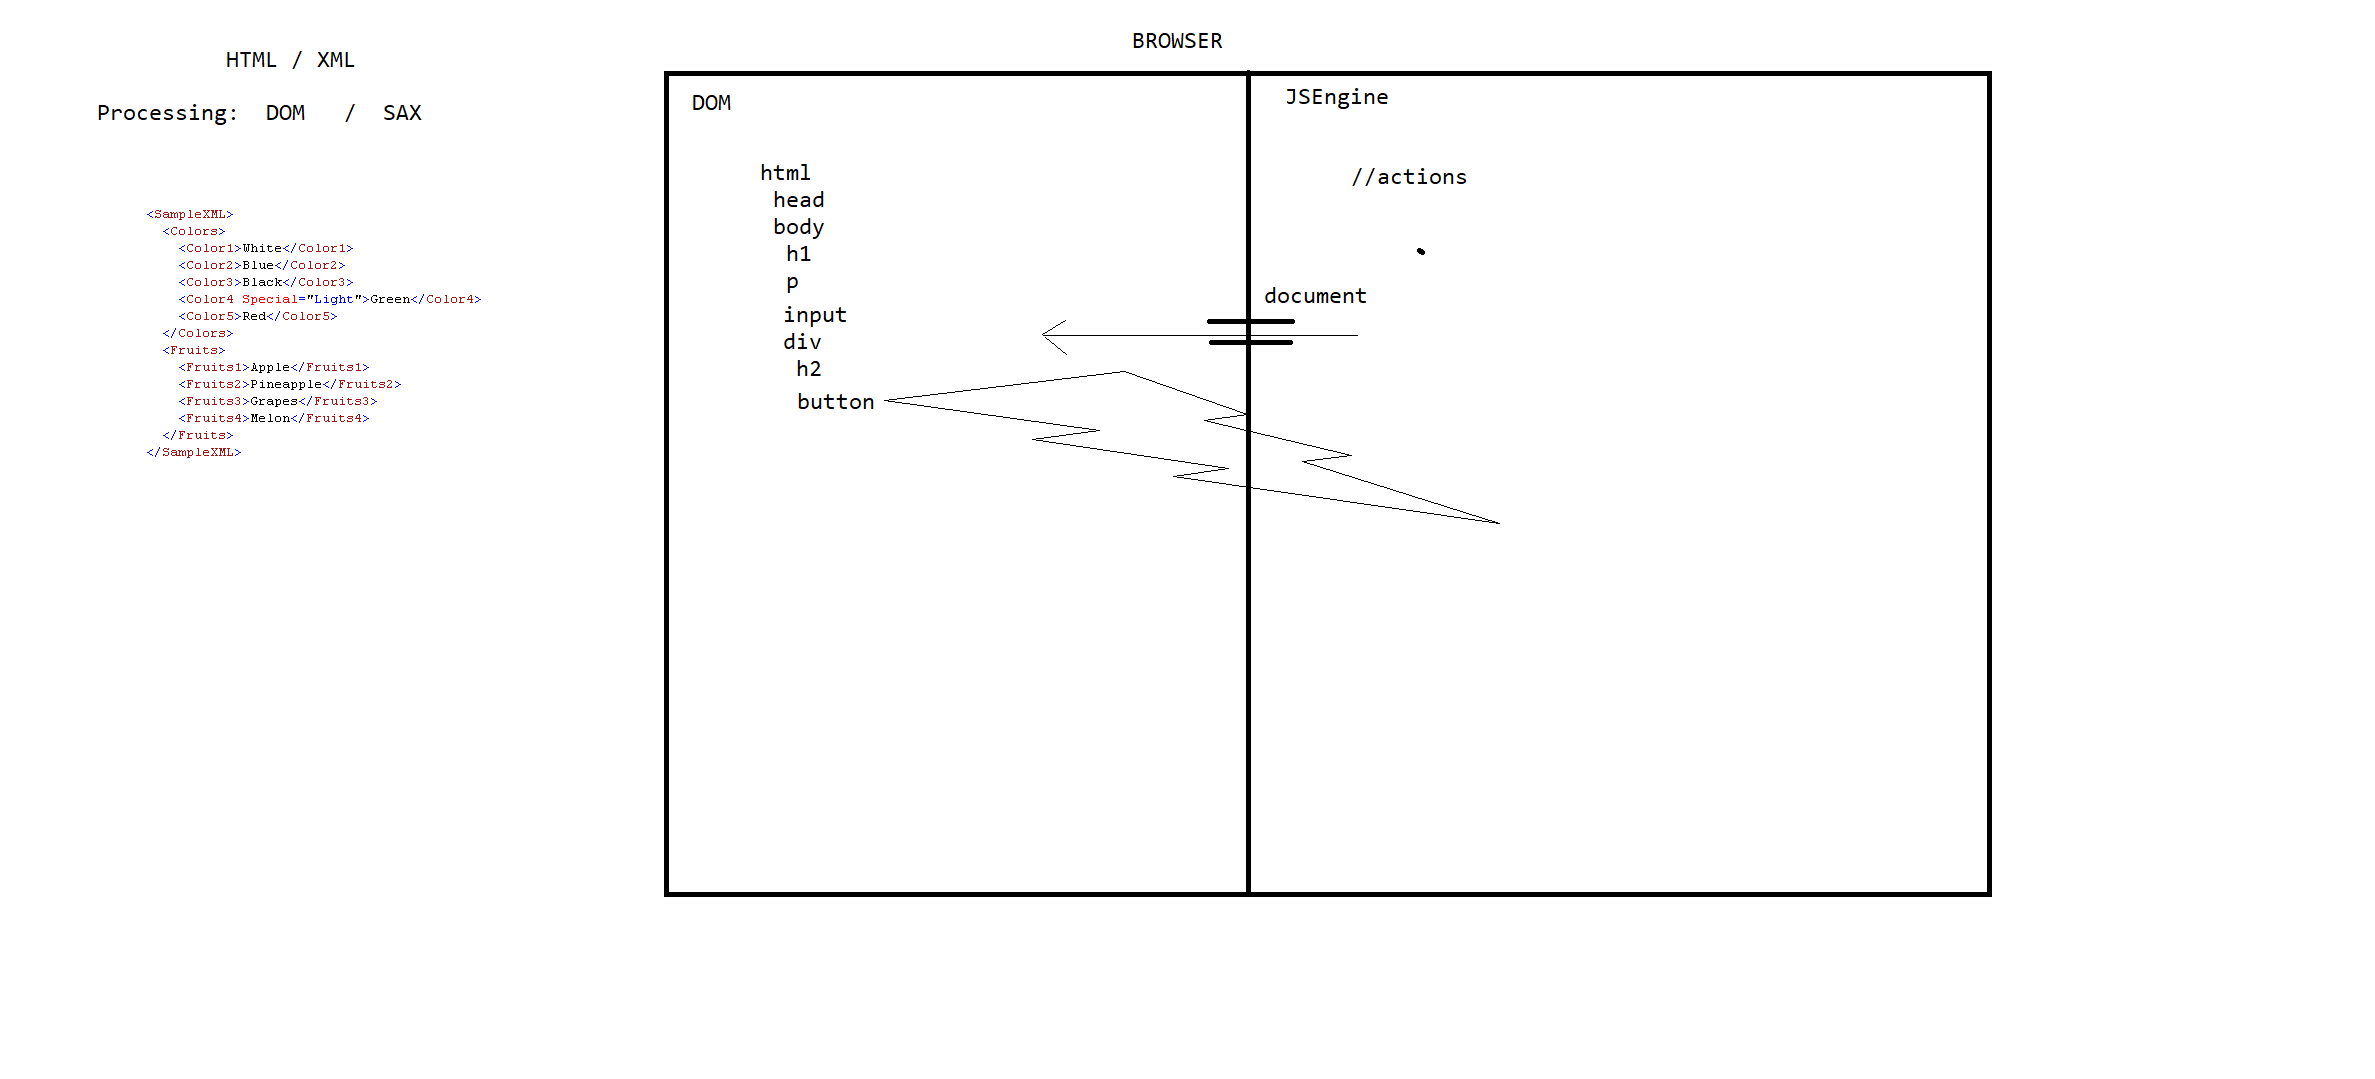 HTML / XML
Processing: DOM / SAX
<SampleXML>
<Colors>
<Color1>White</Color1>
<Color2>Blue</Color2>
<Color3>Black</Color3>
<Color4 Special="Light">Green</Color4>
<Color5>Red</Color5>
</Colors>
<Fruits>
<Fruits1>Apple</Fruits1>
<Fruits2>Pineapple</Fruits2>
<Fruits3>Grapes</Fruits3>
<Fruits4>Melon</Fruits4>
</Fruits>
</SampleXML>
BROWSER
DOM
html
head
body
h1
p
input
div
h2
button
JSEngine
//actions
document